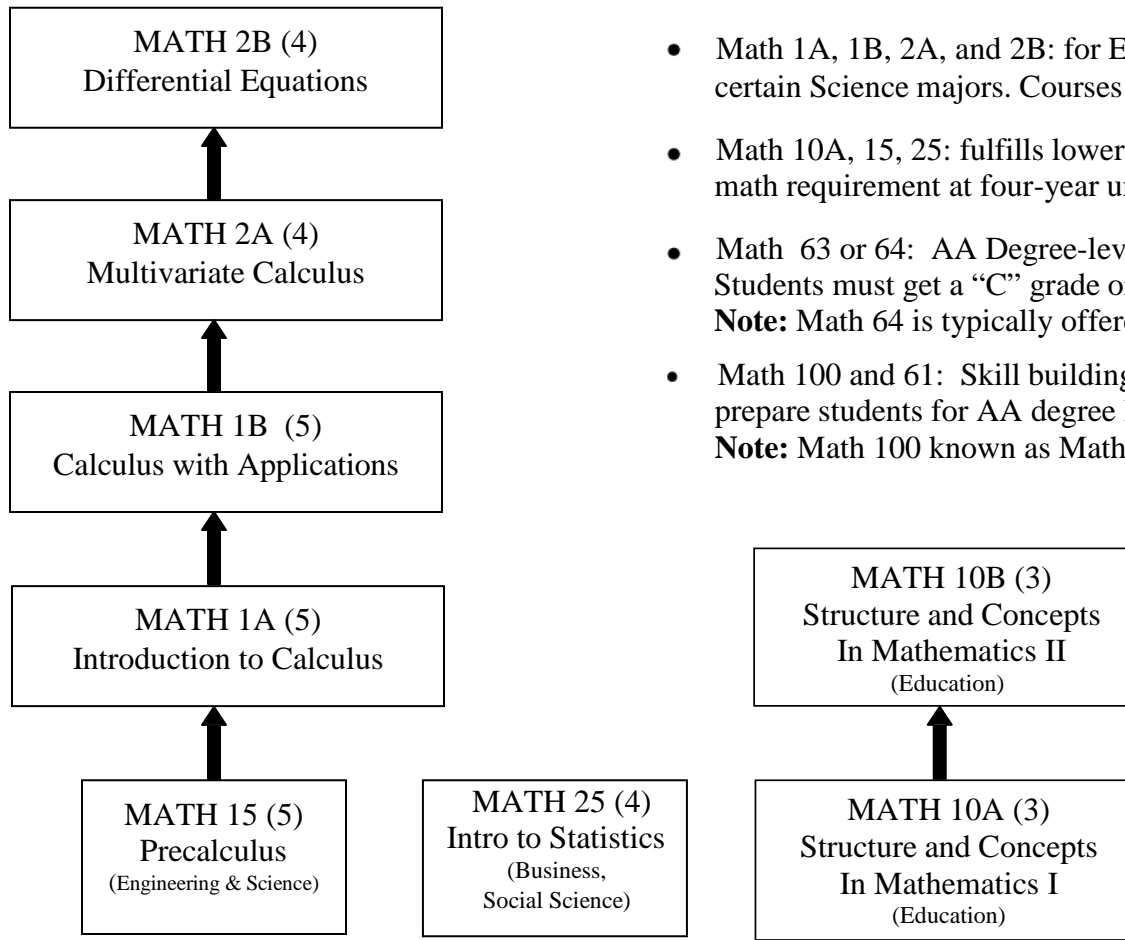 MATH 2B (4)
Differential Equations
MATH 2A (4)
Multivariate Calculus
MATH 1B (5)
Calculus with Applications
MATH 1A (5)
Introduction to Calculus
MATH 15 (5)
Precalculus
(Engineering & Science)
MATH 25 (4)
Intro to Statistics
(Business,
Social Science)
• Math 1A, 1B, 2A, and 2B: for
certain Science majors. Courses
• Math 10A, 15, 25: fulfills lower
math requirement at four-year
• Math 63 or 64: AA Degree-lev
Students must get a “C” grade
Note: Math 64 is typically offer
• Math 100 and 61: Skill building
prepare students for AA degree
Note: Math 100 known as Math
MATH 10B (3)
Structure and Concepts
In Mathematics II
(Education)
MATH 10A (3)
Structure and Concepts
In Mathematics I
(Education)